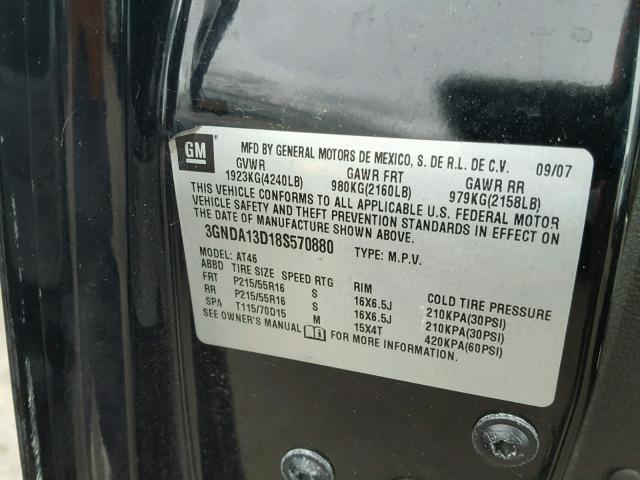 GM
MFD BY GENERAL MOTORS DE MEXICO, S. DE R.L. DE C.V. 09/07
GVWR GAWR FRT GAWR RR
1923KG(4240LB) 980KG(2160LB) 979KG(2158LB)
THIS VEHICLE CONFORMS TO ALL APPLICABLE U.S. FEDERAL MOTOR
VEHICLE SAFETY AND THEFT PREVENTION STANDARDS IN EFFECT ON
THE DATE OF MANUFACTURE SHOWN ABOVE.
3GNDA13D18S570880 TYPE: M.P.V.
MODEL: AT46
ABBD TIRE SIZE SPEED RTG RIM COLD TIRE PRESSURE
FRT P215/55R16 S 16X6.5J 210KPA(30PSI)
RR P215/55R16 S 16X6.5J 210KPA(30PSI)
SPA T115/70D15 M 15X4T 420KPA(60PSI)
SEE OWNER'S MANUAL FOR MORE INFORMATION.